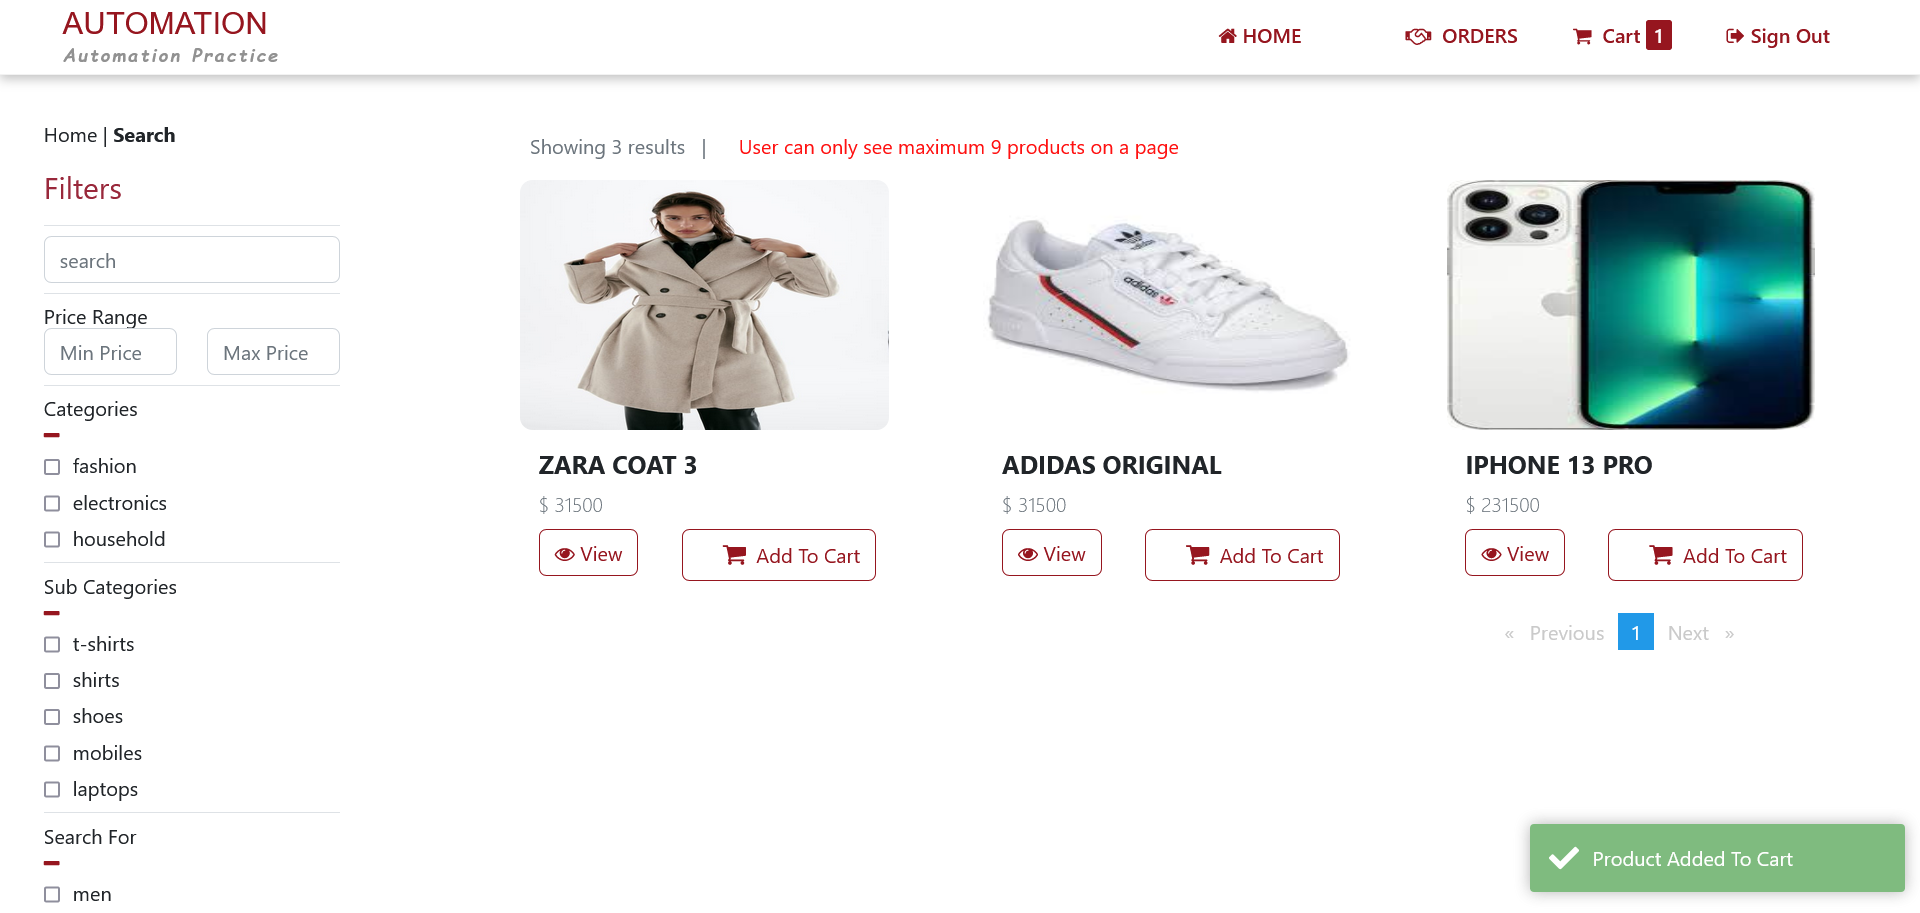 AUTOMATION
Automation Practice
HOME
ORDERS
Cart 1
Sign Out
Home | Search
Filters
search
Price Range
Min Price
Max Price
Categories
fashion
electronics
household
Sub Categories
t-shirts
shirts
shoes
mobiles
laptops
Search For
men
Showing 3 results |
User can only see maximum 9 products on a page
adidas
adidas
ZARA COAT 3
$ 31500
View
Add To Cart
ADIDAS ORIGINAL
$ 31500
View
Add To Cart
IPHONE 13 PRO
$ 231500
View
Add To Cart
« Previous 1 Next »
Product Added To Cart